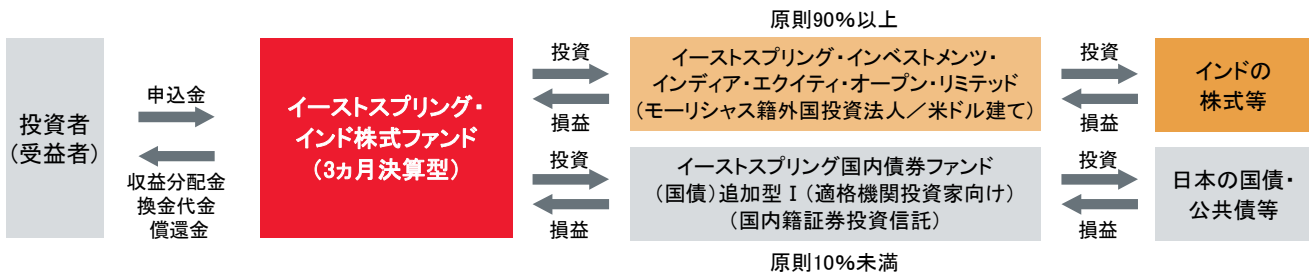 投資者
(受益者)
申込金
収益分配金
換金代金
償還金
イーストスプリング・
インド株式ファンド
(3ヵ月決算型)
投資
損益
投資
損益
原則90%以上
イーストスプリング・インベストメンツ・
インディア・エクイティ・オープン・リミテッド
(モーリシャス籍外国投資法人/米ドル建て)
イーストスプリング国内債券ファンド
(国債)追加型Ⅰ(適格機関投資家向け)
(国内籍証券投資信託)
原則10%未満
投資
損益
投資
損益
インドの
株式等
日本の国債・
公共債等